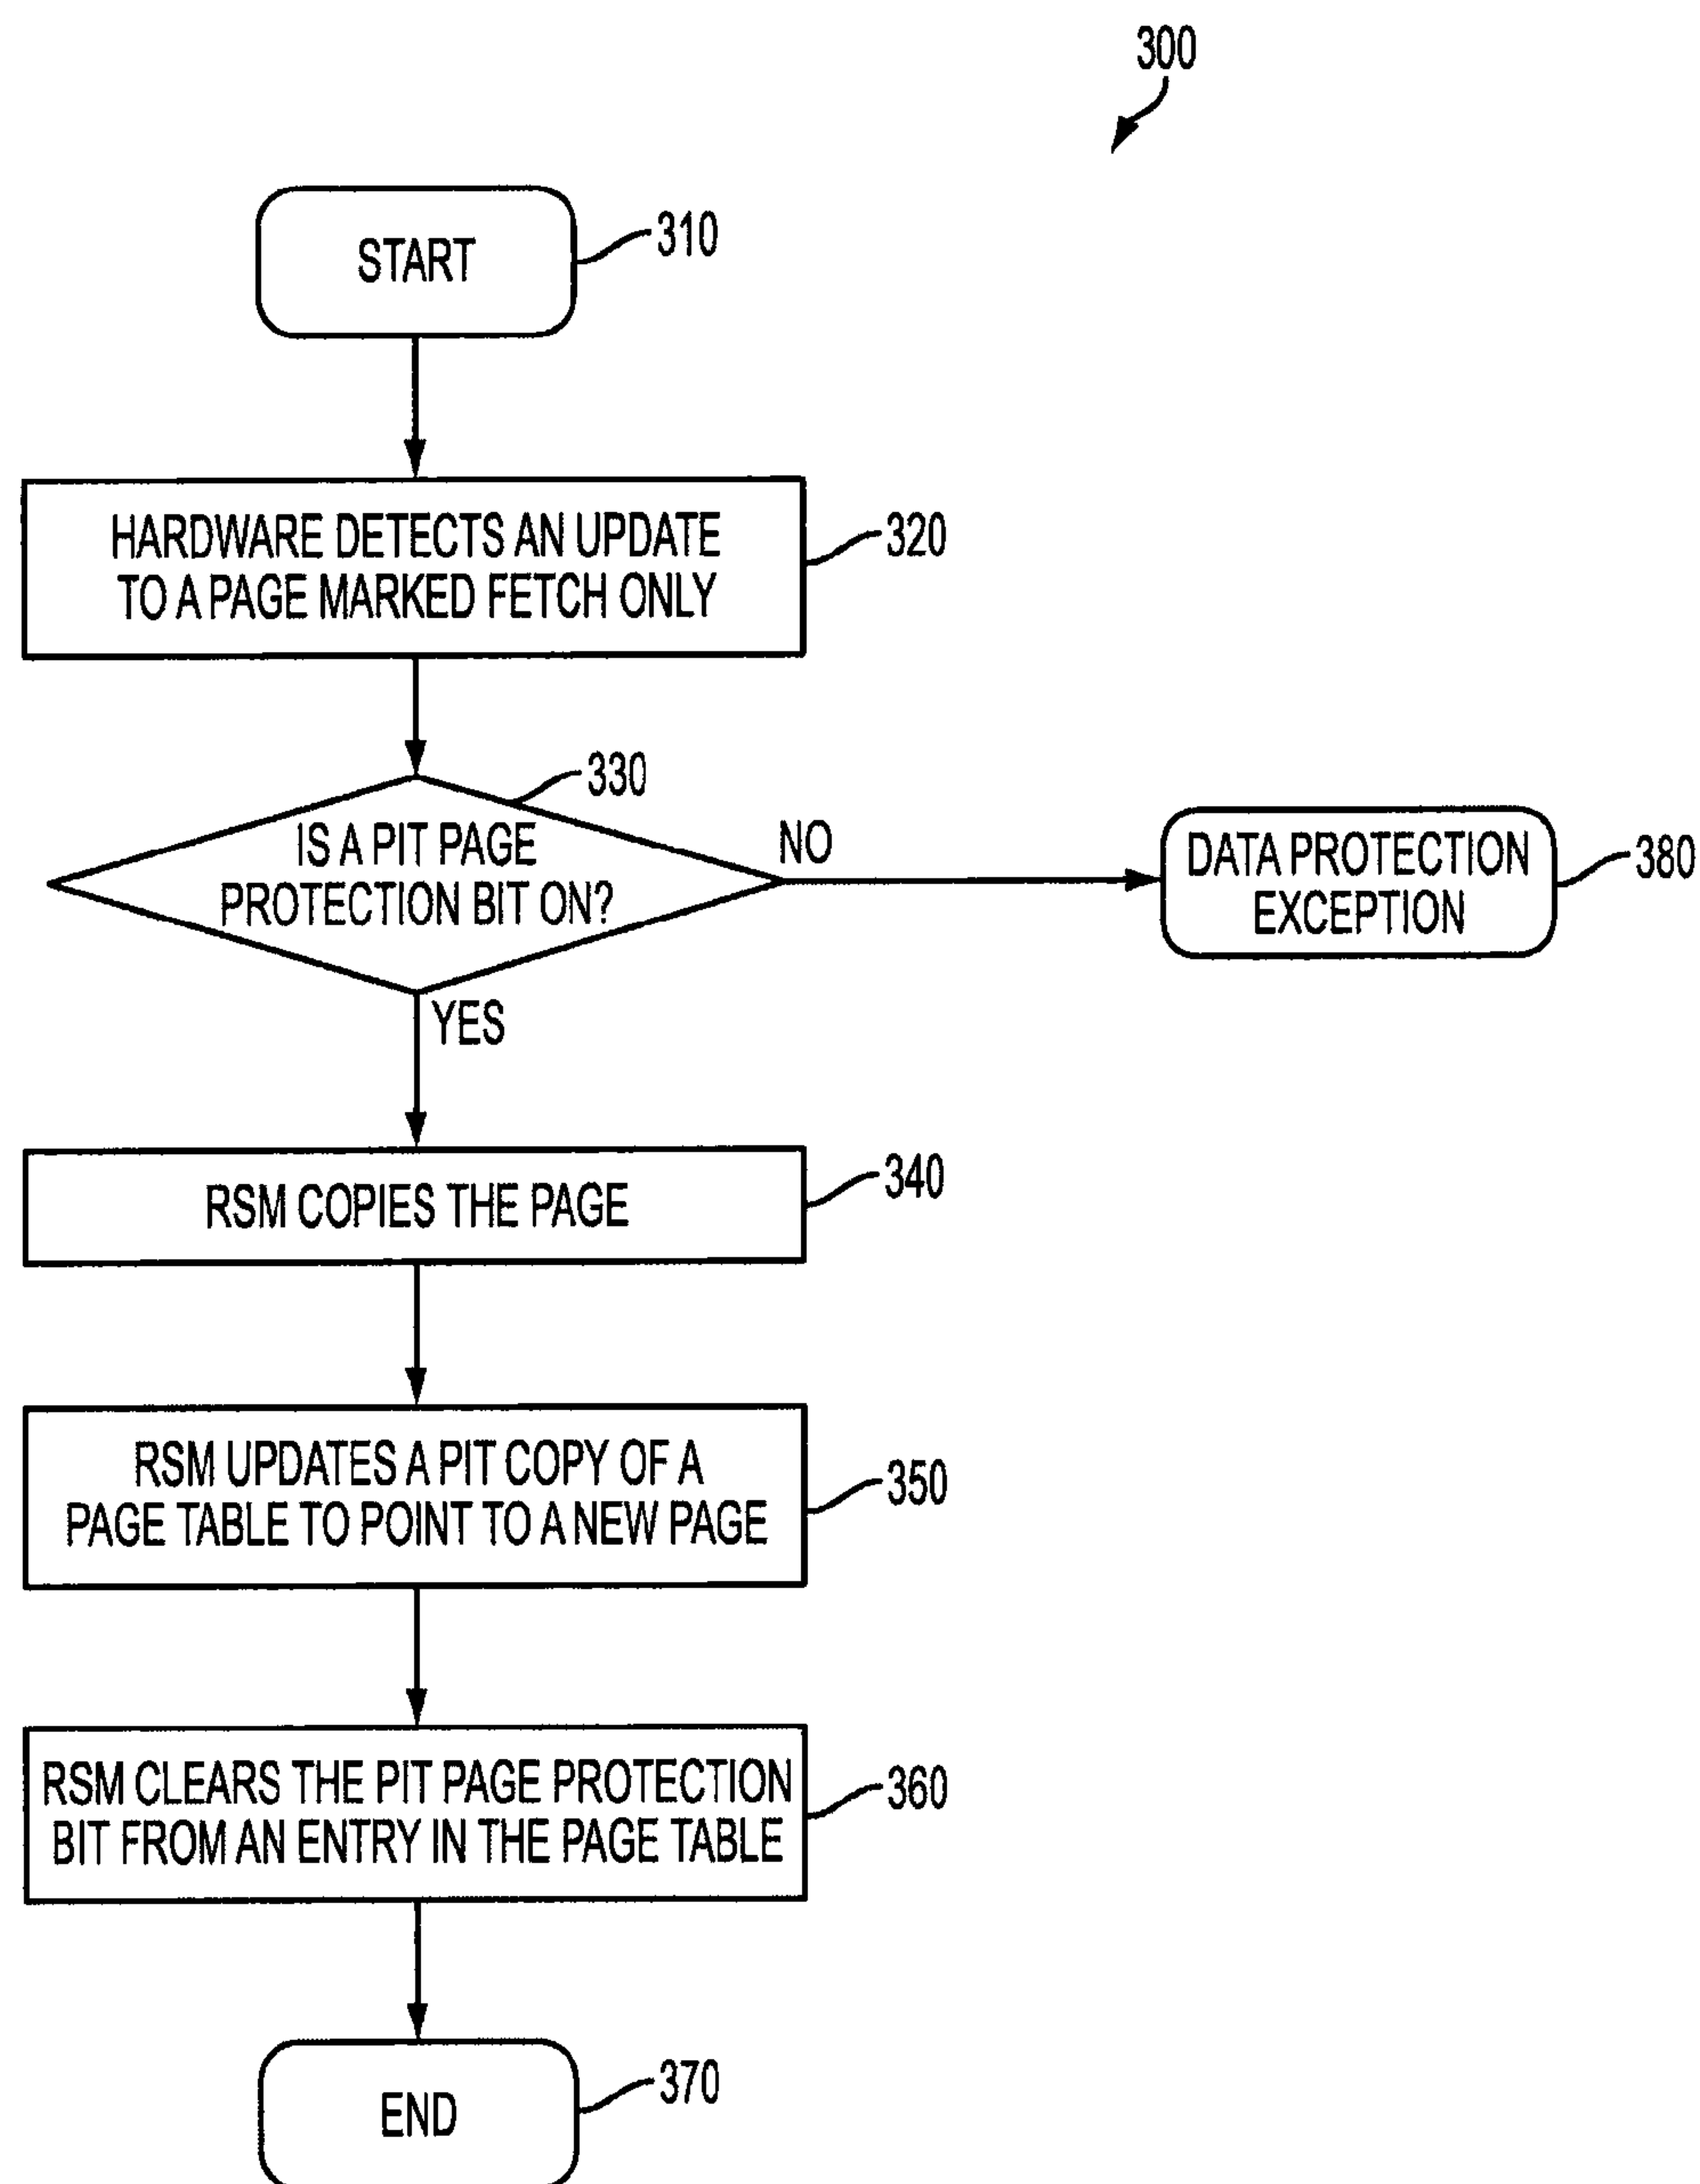 300
START
310
HARDWARE DETECTS AN UPDATE
TO A PAGE MARKED FETCH ONLY
320
330
IS A PIT PAGE
PROTECTION BIT ON?
NO
DATA PROTECTION
EXCEPTION
380
YES
RSM COPIES THE PAGE
340
RSM UPDATES A PIT COPY OF A
PAGE TABLE TO POINT TO A NEW PAGE
350
RSM CLEARS THE PIT PAGE PROTECTION
BIT FROM AN ENTRY IN THE PAGE TABLE
360
END
370